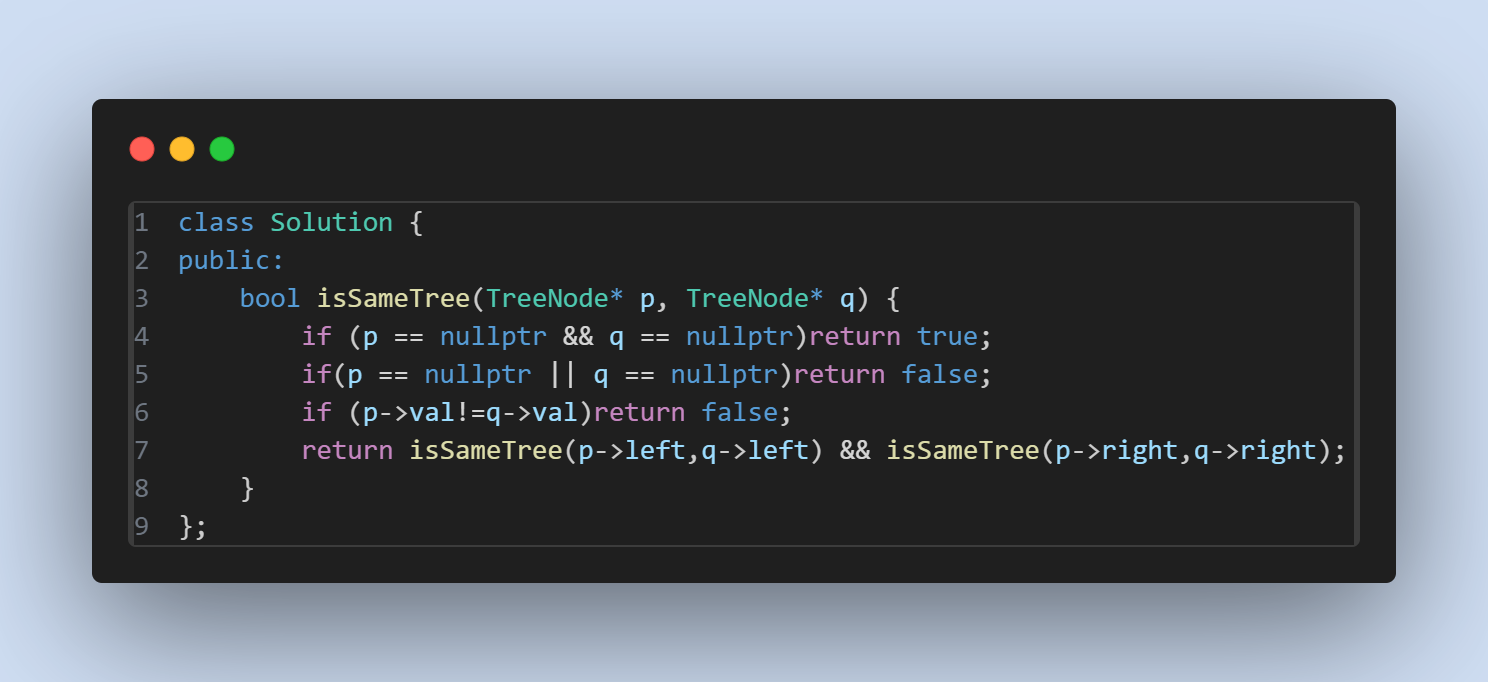 1 class Solution {
2 public:
3     bool isSameTree(TreeNode* p, TreeNode* q) {
4         if (p == nullptr && q == nullptr)return true;
5         if(p == nullptr || q == nullptr)return false;
6         if (p->val!=q->val)return false;
7         return isSameTree(p->left,q->left) && isSameTree(p->right,q->right);
8     }
9 };